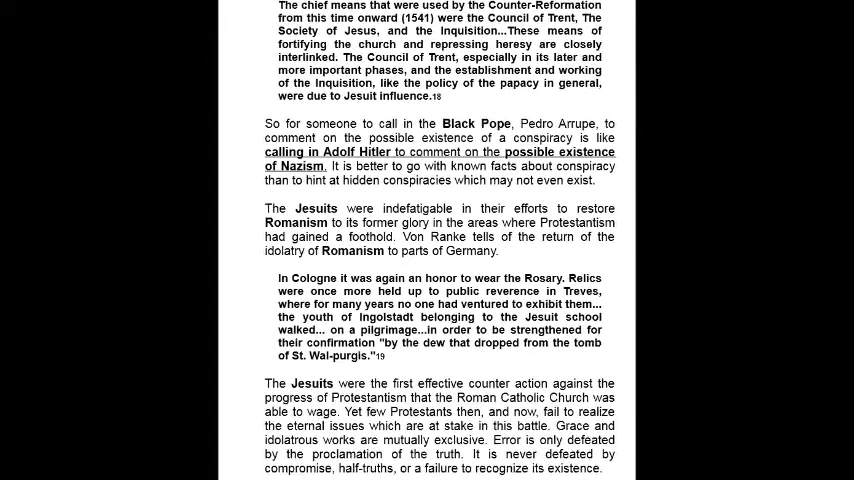 The chief means that were used by the Counter-Reformation
from this time onward (1541) were the Council of Trent, The
Society of Jesus, and the Inquisition...These means of
fortifying the church and repressing heresy are closely
interlinked. The Council of Trent, especially in its later and
more important phases, and the establishment and working
of the Inquisition, like the policy of the papacy in general,
were due to Jesuit influence.18
So for someone to call in the Black Pope, Pedro Arrupe, to
comment on the possible existence of a conspiracy is like
calling in Adolf Hitler to comment on the possible existence
of Nazism. It is better to go with known facts about conspiracy
than to hint at hidden conspiracies which may not even exist.
The Jesuits were indefatigable in their efforts to restore
Romanism to its former glory in the areas where Protestantism
had gained a foothold. Von Ranke tells of the return of the
idolatry of Romanism to parts of Germany.
In Cologne it was again an honor to wear the Rosary. Relics
were once more held up to public reverence in Treves,
where for many years no one had ventured to exhibit them...
the youth of Ingolstadt belonging to the Jesuit school
walked... on a pilgrimage...in order to be strengthened for
their confirmation "by the dew that dropped from the tomb
of St. Wal-purgis."19
The Jesuits were the first effective counter action against the
progress of Protestantism that the Roman Catholic Church was
able to wage. Yet few Protestants then, and now, fail to realize
the eternal issues which are at stake in this battle. Grace and
idolatrous works are mutually exclusive. Error is only defeated
by the proclamation of the truth. It is never defeated by
compromise, half-truths, or a failure to recognize its existence.